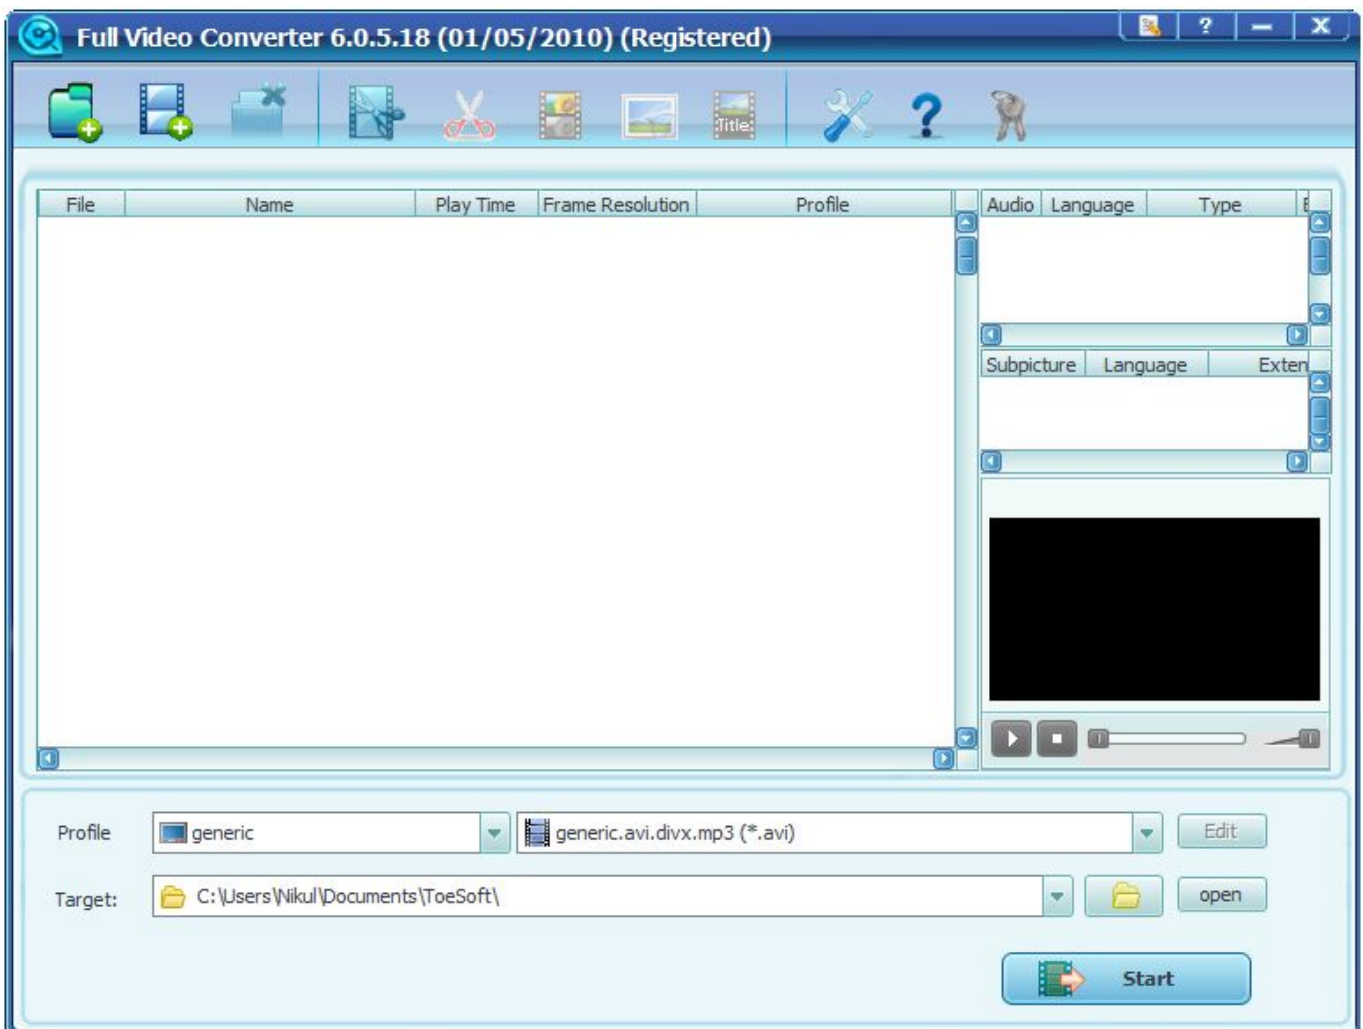 Full Video Converter 6.0.5.18 (01/05/2010) (Registered)
Title
File Name Play Time Frame Resolution Profile
Audio Language Type
Subpicture Language Exten
Profile generic generic.avi.divx.mp3 (*.avi) Edit
Target: C:\Users\Nikul\Documents\ToeSoft\ open
Start